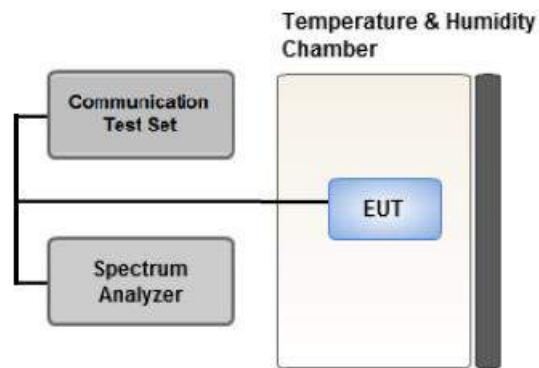 Temperature & Humidity
Chamber
Communication
Test Set
EUT
Spectrum
Analyzer